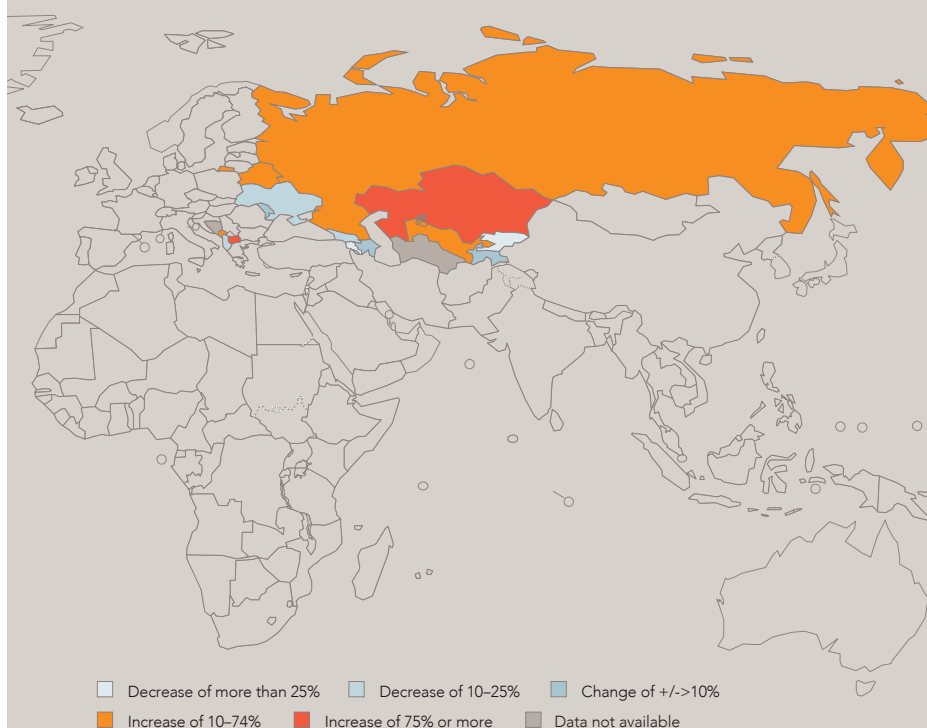 Decrease of more than 25% Decrease of 10–25% Change of +/->10%
Increase of 10–74% Increase of 75% or more Data not available